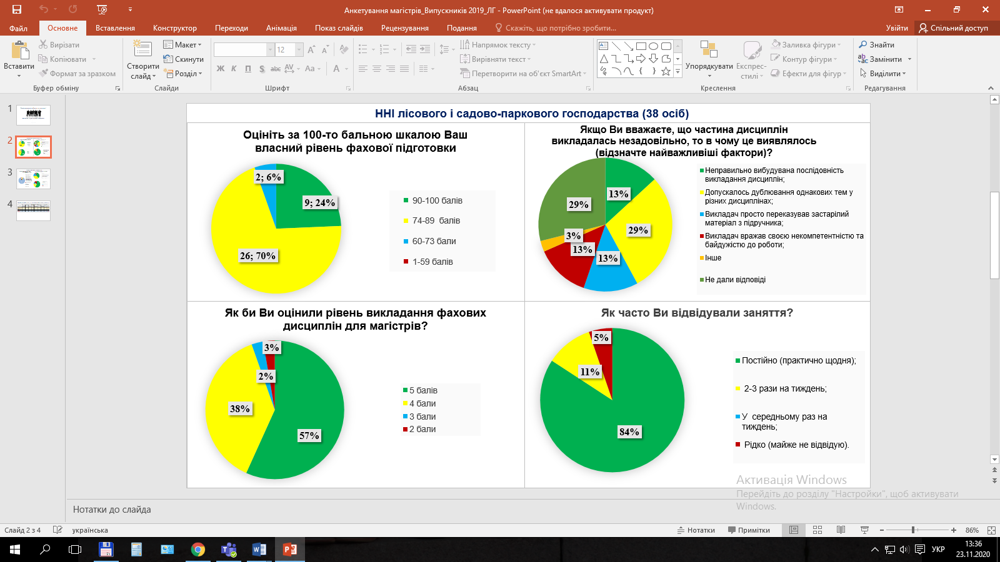 Анкетування магістрів_Випускників 2019_ЛГ - PowerPoint (не вдалося активувати продукт)
Файл
Основне
Вставлення
Конструктор
Переходи
Анімація
Показ слайдів
Рецензування
Подання
Скажіть, що потрібно зробити...
Увійти
Спільний доступ
Вставити
Вирізати
Копіювати
Формат за зразком
Буфер обміну
Створити
слайд
Макет
Скинути
Розділ
Слайди
12
Ж К П S abc AV Aa A
Шрифт
Напрямок тексту
Вирівняти текст
Перетворити на об'єкт SmartArt
Абзац
Упорядкувати
Експрес-
стилі
Заливка фігури
Контур фігури
Ефекти для фігур
Креслення
Знайти
Замінити
Виділити
Редагування
1
2
3
4
ННІ лісового і садово-паркового господарства (38 осіб)
Оцініть за 100-то бальною шкалою Ваш
власний рівень фахової підготовки
2; 6%
9; 24%
26; 70%
90-100 балів
74-89 балів
60-73 бали
1-59 балів
Якщо Ви вважаєте, що частина дисциплін
викладалась незадовільно, то в чому це виявлялось
(відзначте найважливіші фактори)?
13%
29%
29%
3%
13%
13%
Неправильно вибудувана послідовність
викладання дисциплін;
Допускалось дублювання однакових тем у
різних дисциплінах;
Викладач просто переказував застарілий
матеріал з підручника;
Викладач вражав своєю некомпетентністю та
байдужістю до роботи;
Інше
Не дали відповіді
Як би Ви оцінили рівень викладання фахових
дисциплін для магістрів?
3%
2%
38%
57%
5 балів
4 бали
3 бали
2 бали
Як часто Ви відвідували заняття?
5%
11%
84%
Постійно (практично щодня);
2-3 рази на тиждень;
У середньому раз на
тиждень;
Рідко (майже не відвідую).
Активація Windows
Перейдіть до розділу "Настройки", щоб активувати
Windows.
Нотатки до слайда
Слайд 2 з 4
українська
Нотатки
Примітки
86%
УКР
13:36
23.11.2020